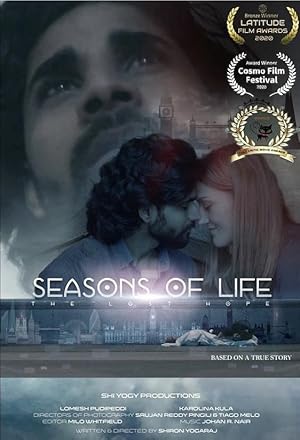 Bronze Winner
LATITUDE
FILM AWARDS
2020
Award Winner
Cosmo Film
Festival
2020
SEASONS OF LIFE
THE LOST HOPE
BASED ON A TRUE STORY
SHI YOGY PRODUCTIONS
LOMESH PUDIPEDDI KAROLINA KULA
DIRECTORS OF PHOTOGRAPHY SRUJAN REDDY PINGILI & TIAGO MELO
EDITOR MILO WHITFIELD MUSIC JOHAN R. NAIR
WRITTEN & DIRECTED BY SHIRON YOGARAJ